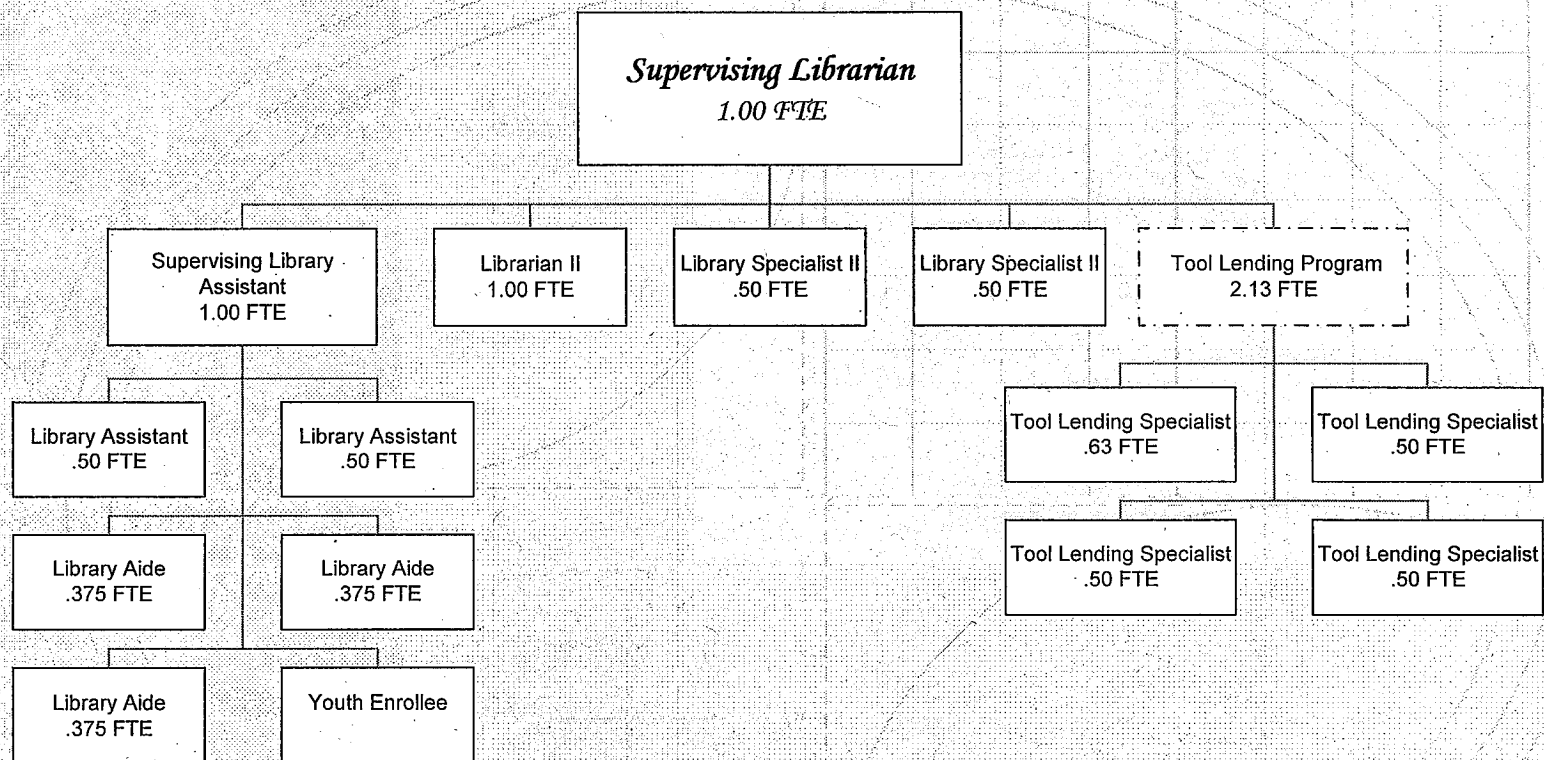 Supervising Librarian
1.00 FTE
Supervising Library
Assistant
1.00 FTE
Librarian II
1.00 FTE
Library Specialist II
.50 FTE
Library Specialist II
.50 FTE
Tool Lending Program
2.13 FTE
Library Assistant
.50 FTE
Library Assistant
.50 FTE
Tool Lending Specialist
.63 FTE
Tool Lending Specialist
.50 FTE
Library Aide
.375 FTE
Library Aide
.375 FTE
Tool Lending Specialist
.50 FTE
Tool Lending Specialist
.50 FTE
Library Aide
.375 FTE
Youth Enrollee